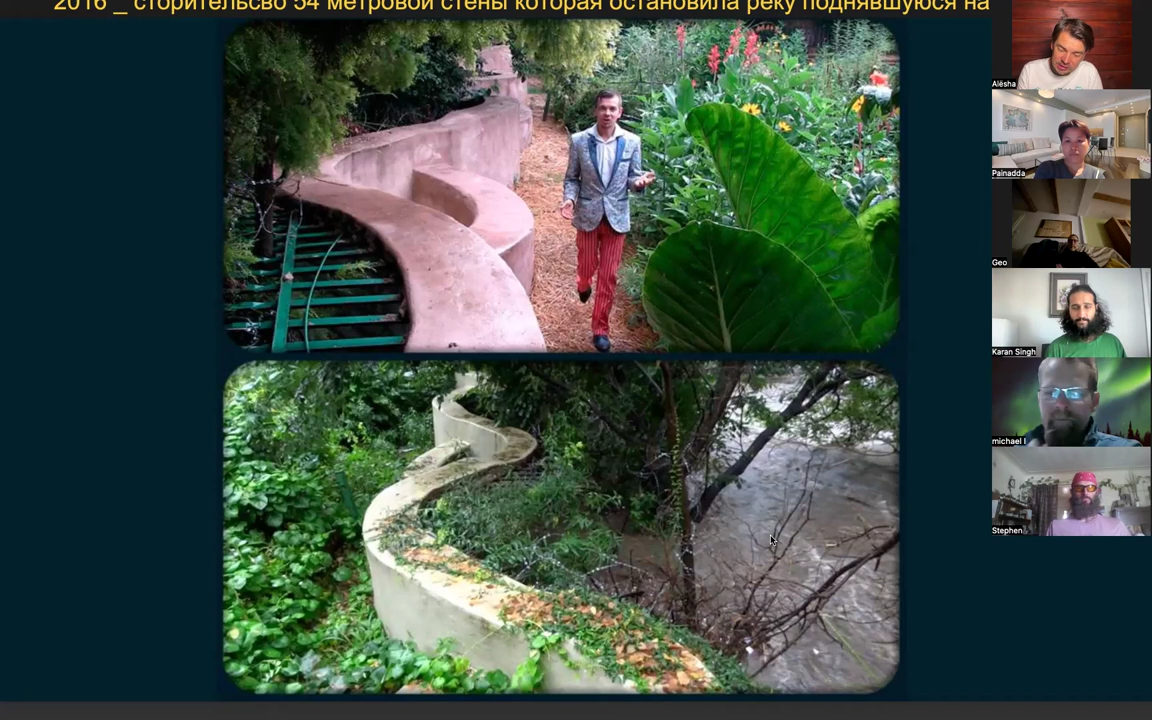 2016 _ сторительсво 54 метровой стены которая остановила реку поднявшуюся на
Alësha
Painadda
Geo
Karan Singh
michael l
Stephen